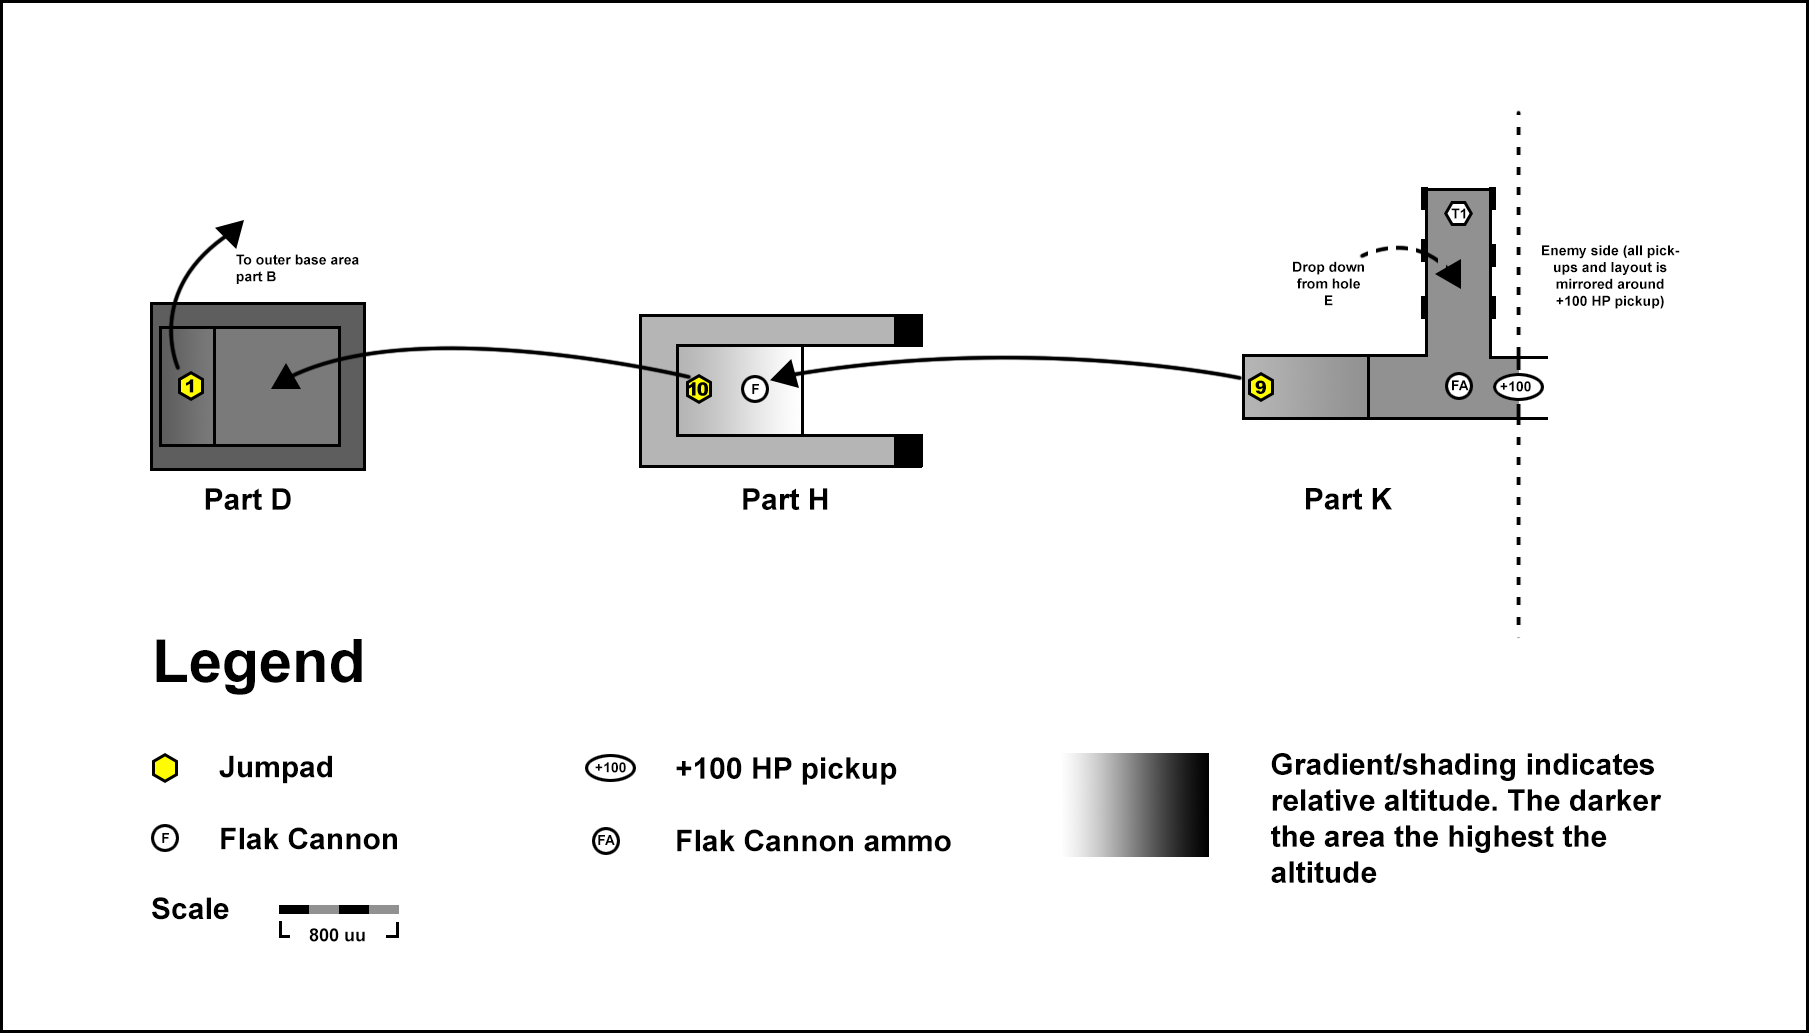 T1
To outer base area
part B
Drop down
from hole
E
Enemy side (all pick-
ups and layout is
mirrored around
+100 HP pickup)
1
10
F
9
FA
+100
Part D
Part H
Part K
Legend
Jumpad
+100
+100 HP pickup
Gradient/shading indicates
relative altitude. The darker
the area the highest the
altitude
F
Flak Cannon
FA
Flak Cannon ammo
Scale
800 uu